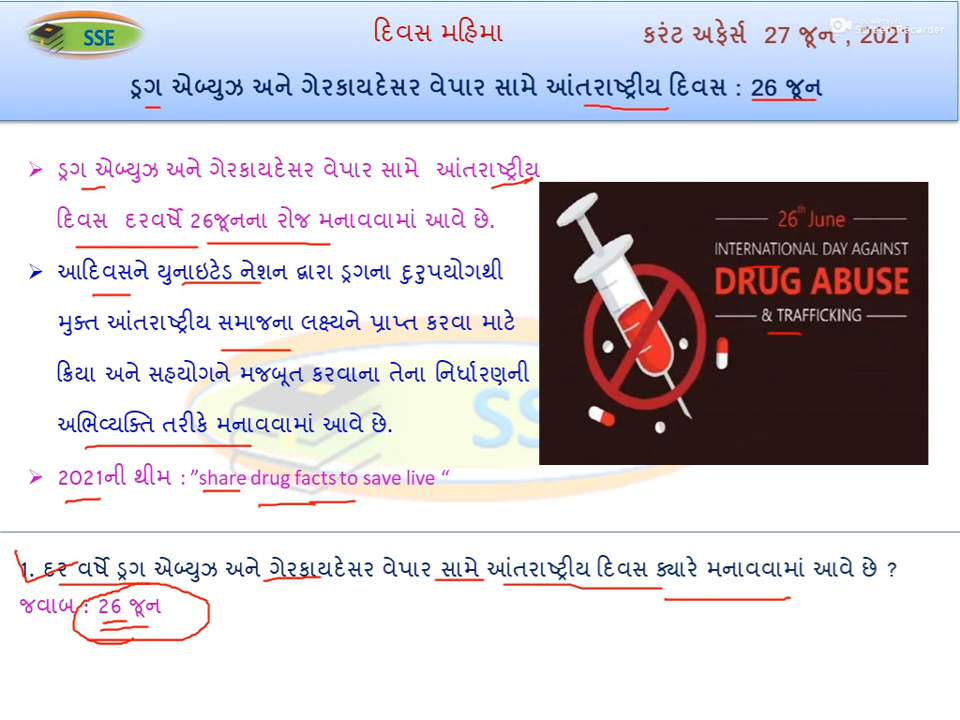 SSE
દિવસ મહિમા
કરંટ અફેર્સ 27 જૂન , 2021
Screen Recorder
ડ્રગ એબ્યુઝ અને ગેરકાયદેસર વેપાર સામે આંતરાષ્ટ્રીય દિવસ : 26 જૂન
ડ્રગ એબ્યુઝ અને ગેરકાયદેસર વેપાર સામે આંતરાષ્ટ્રીય
દિવસ દરવર્ષે 26જૂનના રોજ મનાવવામાં આવે છે.
આદિવસને યુનાઇટેડ નેશન દ્વારા ડ્રગના દુરુપયોગથી
મુક્ત આંતરાષ્ટ્રીય સમાજના લક્ષ્યને પ્રાપ્ત કરવા માટે
ક્રિયા અને સહયોગને મજબૂત કરવાના તેના નિર્ધારણની
અભિવ્યક્તિ તરીકે મનાવવામાં આવે છે.
2021ની થીમ : "share drug facts to save live "
26th June
INTERNATIONAL DAY AGAINST
DRUG ABUSE
& TRAFFICKING
SS
1. દર વર્ષે ડ્રગ એબ્યુઝ અને ગેરકાયદેસર વેપાર સામે આંતરાષ્ટ્રીય દિવસ ક્યારે મનાવવામાં આવે છે ?
જવાબ : 26 જૂન